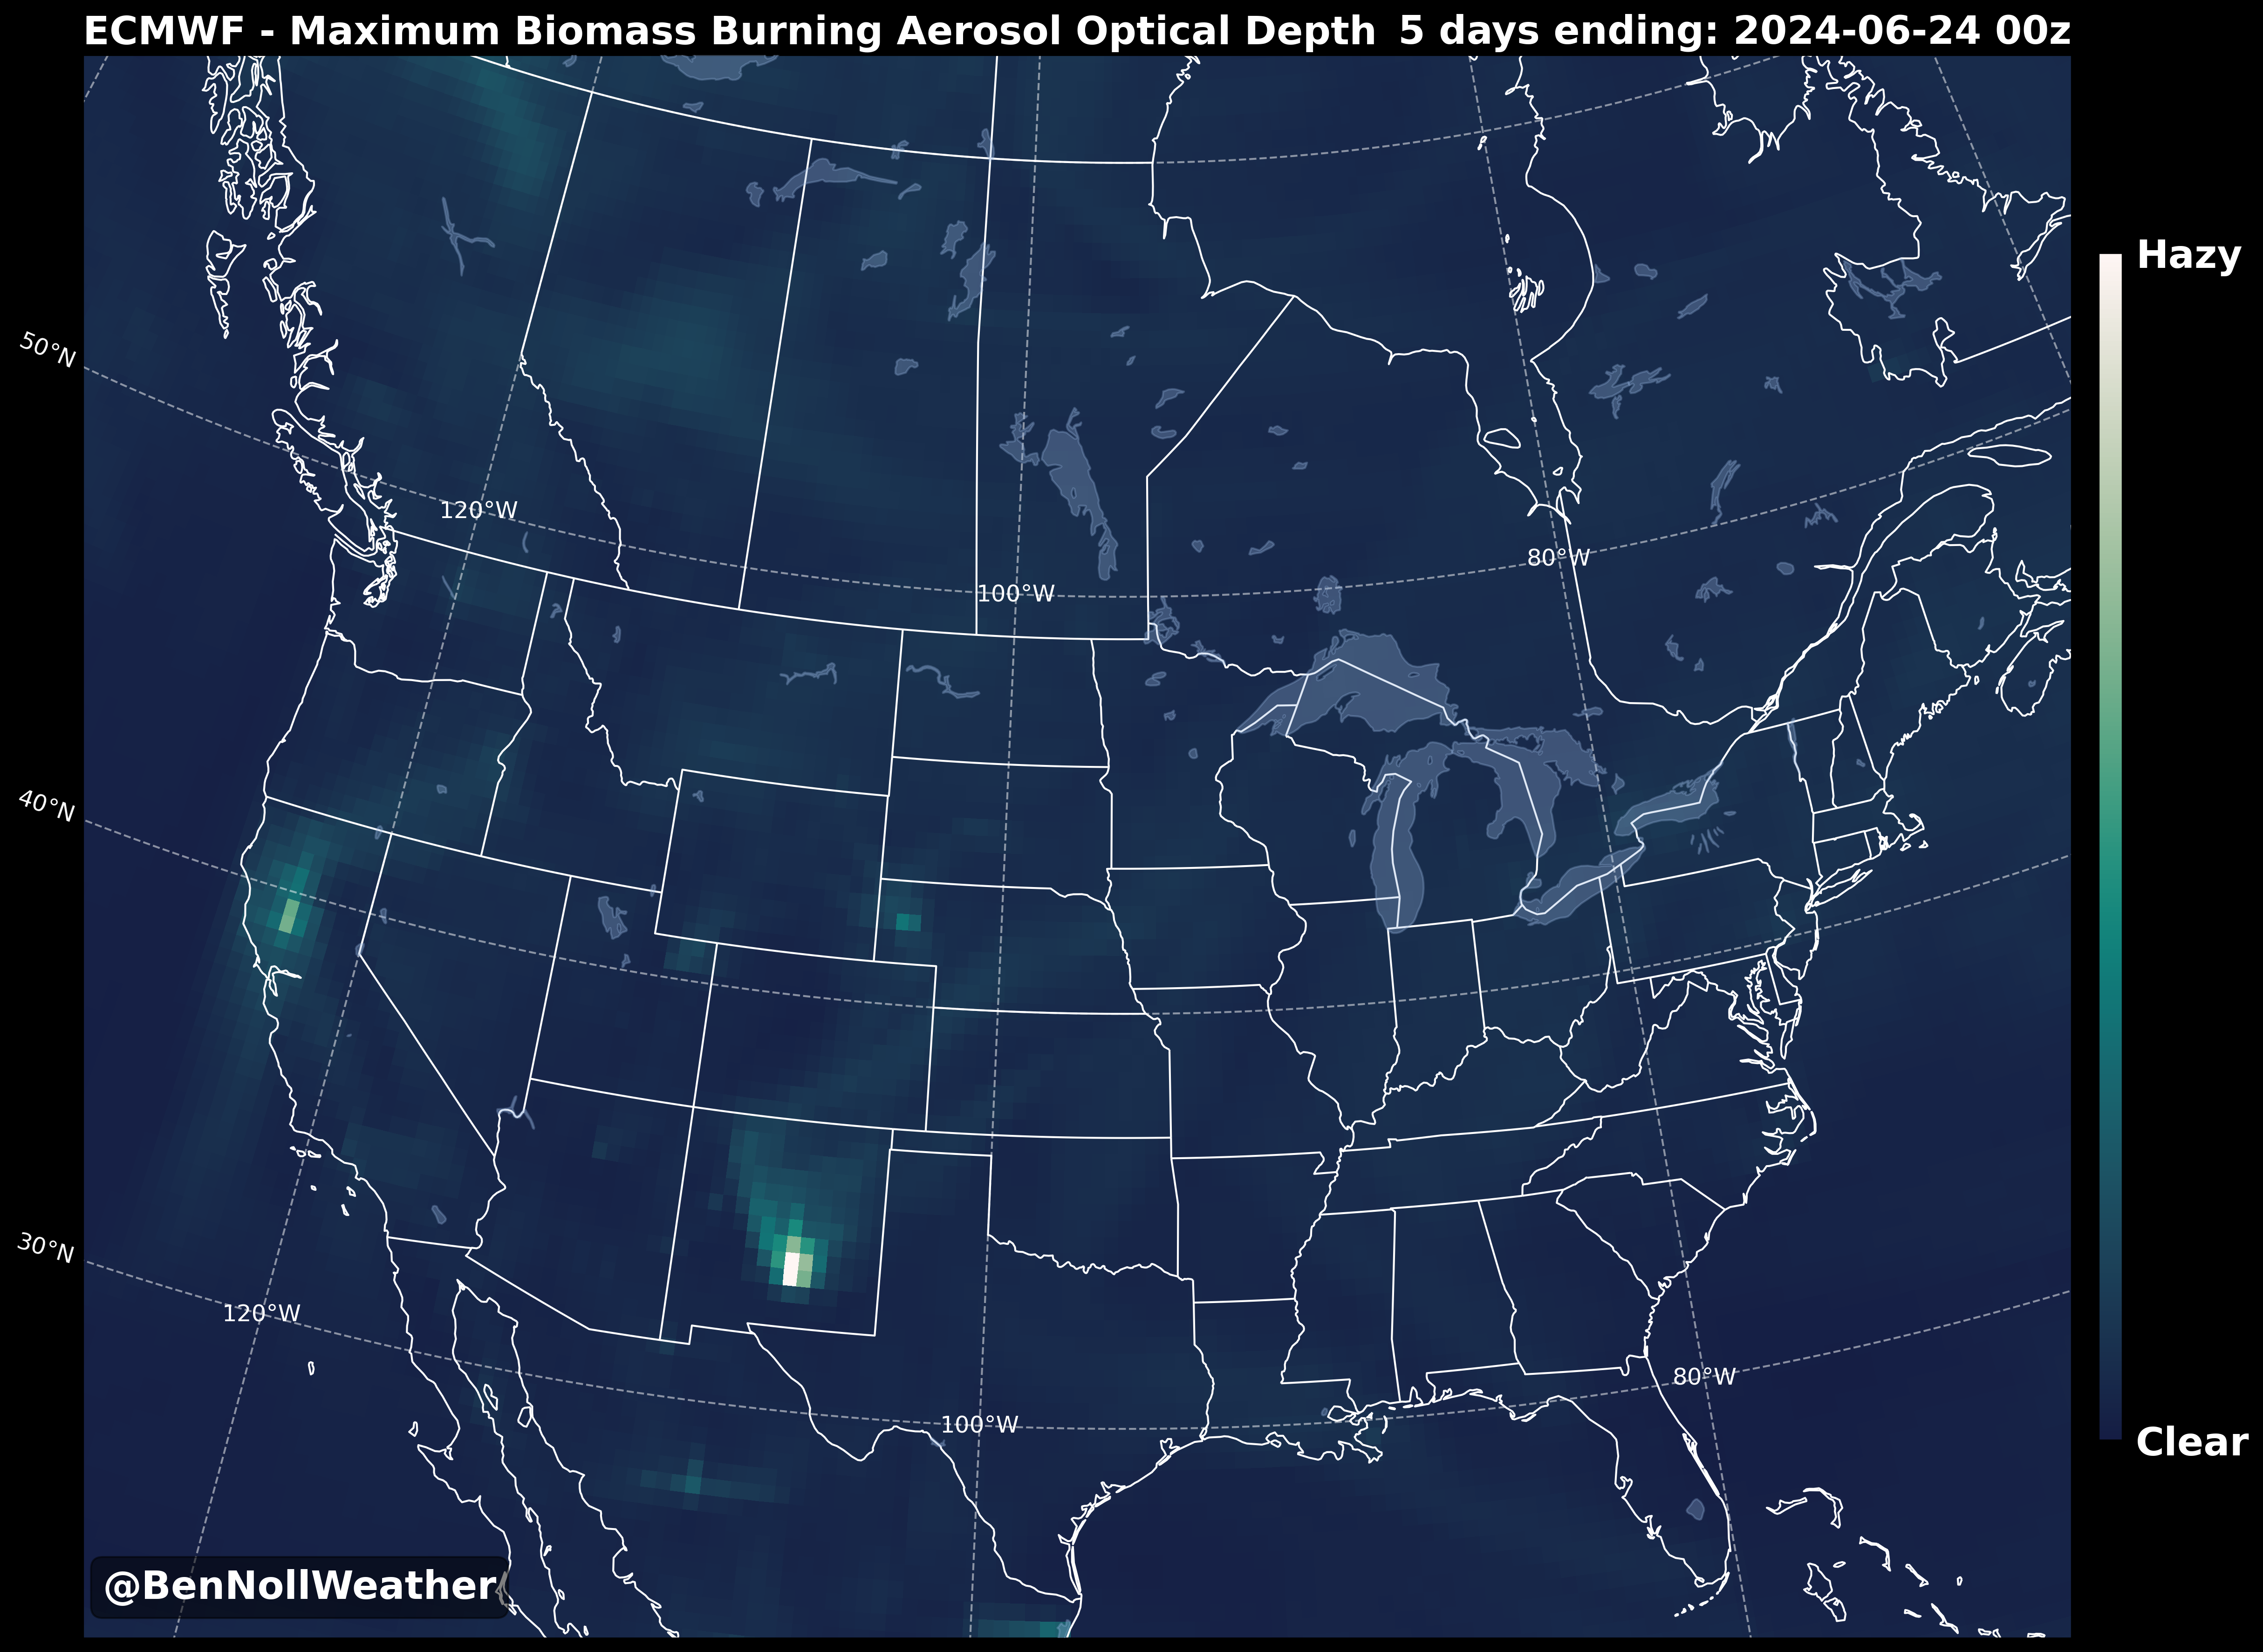 ECMWF - Maximum Biomass Burning Aerosol Optical Depth 5 days ending: 2024-06-24 00z
Hazy
50°N
120°W
80°W
100°W
40°N
30°N
120°W
80°W
100°W
Clear
@BenNollWeather